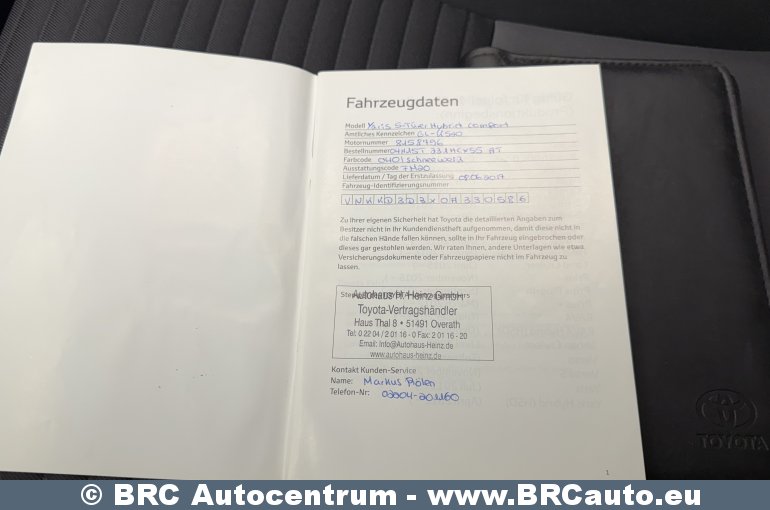 Fahrzeugdaten
Modell Yaris 5-Türer Hybrid Comfort
Amtliches Kennzeichen
Motornummer
Bestellnummer
Farbcode 040 / Schneeweiß
Ausstattungscode
Lieferdatum / Tag der Erstzulassung
Fahrzeug-Identifizierungsnummer
VNKKD3D3X0A330586
Zu Ihrer eigenen Sicherheit hat Toyota die detaillierten Angaben zum
Besitzer nicht in Ihr Kundendienstheft aufgenommen, damit diese nicht in
die falschen Hände fallen können, sollte in Ihr Fahrzeug eingebrochen oder
dieses gar gestohlen werden. Wir raten Ihnen, andere Unterlagen wie etwa
Versicherungsdokumente oder Fahrzeugpapiere nicht im Fahrzeug zu
lassen.
Autohaus H. Heinz GmbH
Toyota-Vertragshändler
Haus Thal 8 • 51491 Overath
Tel: 0 22 04 / 2 01 16 - 0 Fax: 2 01 16 - 20
Email: Info@Autohaus-Heinz.de
www.autohaus-heinz.de
Kontakt Kunden-Service
Name: Markus
Telefon-Nr: 02204-201160
1
TOYOTA
© BRC Autocentrum - www.BRCauto.eu